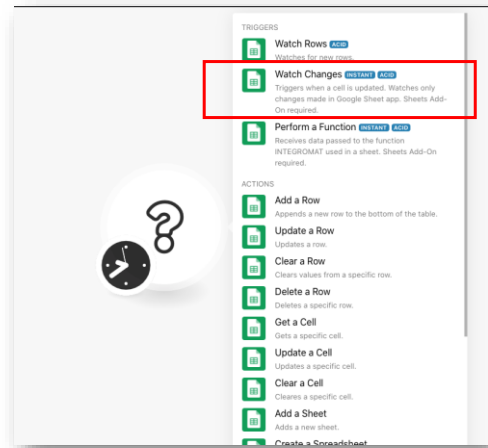 TRIGGERS
Watch Rows ACID
Watches for new rows.
Watch Changes INSTANT ACID
Triggers when a cell is updated. Watches only
changes made in Google Sheet app. Sheets Add-
On required.
Perform a Function INSTANT ACID
Receives data passed to the function
INTEGROMAT used in a sheet. Sheets Add-On
required.
ACTIONS
Add a Row
Appends a new row to the bottom of the table.
Update a Row
Updates a row.
Clear a Row
Clears values from a specific row.
Delete a Row
Deletes a specific row.
Get a Cell
Gets a specific cell.
Update a Cell
Updates a specific cell.
Clear a Cell
Cleares a specific cell.
Add a Sheet
Adds a new sheet.
Create a Spreadsheet